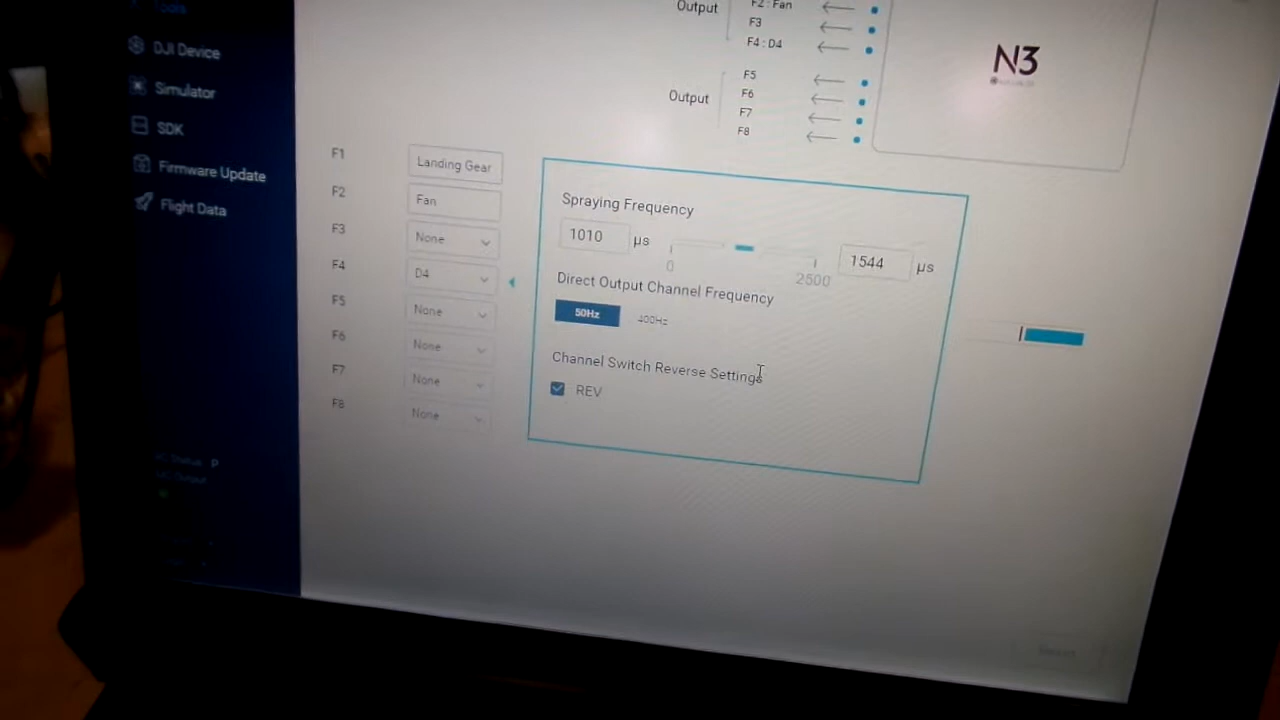 Tools
DJI Device
Simulator
SDK
Firmware Update
Flight Data
Output
F2 : Fan
F3
F4 : D4
Output
F5
F6
F7
F8
N3
F1 Landing Gear
F2 Fan
F3 None
F4 D4
F5 None
F6 None
F7 None
F8 None
Spraying Frequency
1010 μs
0
2500
1544 μs
Direct Output Channel Frequency
50Hz 400Hz
Channel Switch Reverse Settings
REV
P